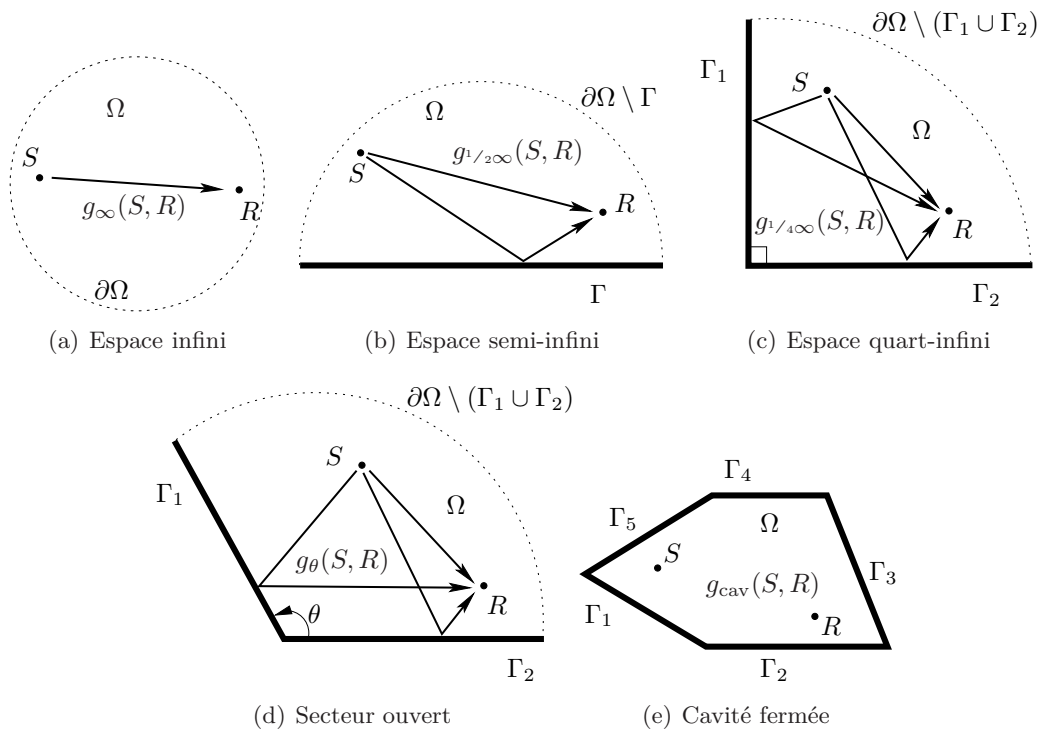 Ω
S
g∞(S, R)
R
∂Ω
(a) Espace infini
∂Ω \ Γ
Ω
S
g1/2∞(S, R)
R
Γ
(b) Espace semi-infini
∂Ω \ (Γ1 ∪ Γ2)
Γ1
S
Ω
g1/4∞(S, R)
R
Γ2
(c) Espace quart-infini
∂Ω \ (Γ1 ∪ Γ2)
S
Γ1
Ω
gθ(S, R)
R
θ
Γ2
(d) Secteur ouvert
Γ4
Γ5
Ω
S
Γ3
gcav(S, R)
Γ1
R
Γ2
(e) Cavité fermée